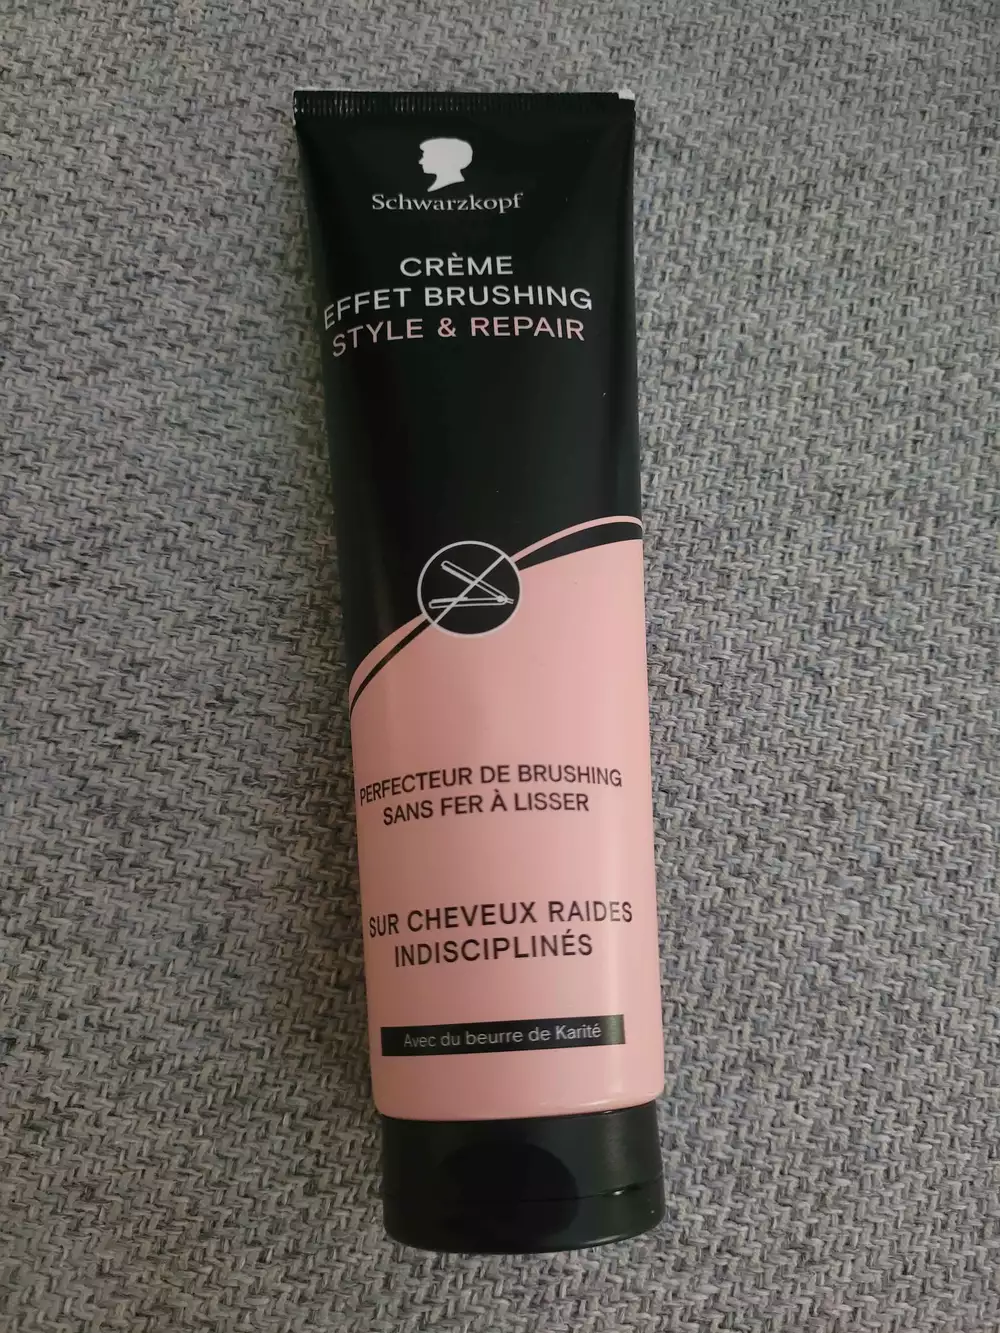 Schwarzkopf
CRÈME
EFFET BRUSHING
STYLE & REPAIR
PERFECTEUR DE BRUSHING
SANS FER À LISSER
SUR CHEVEUX RAIDES
INDISCIPLINÉS
Avec du beurre de Karité